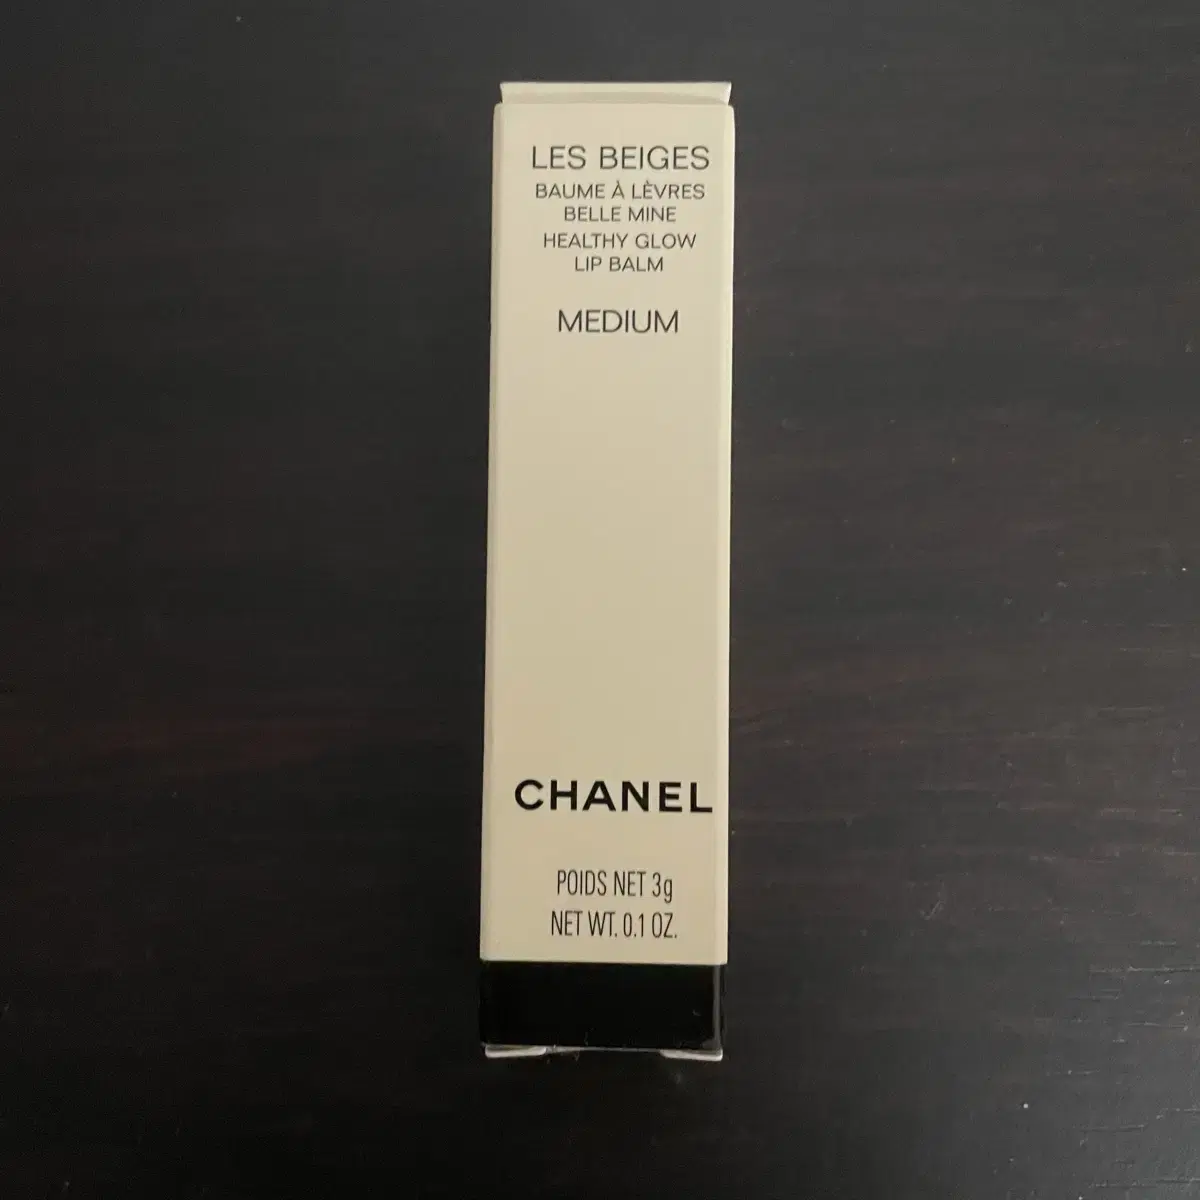 LES BEIGES
BAUME À LÈVRES
BELLE MINE
HEALTHY GLOW
LIP BALM
MEDIUM
CHANEL
POIDS NET 3g
NET WT. 0.1 OZ.